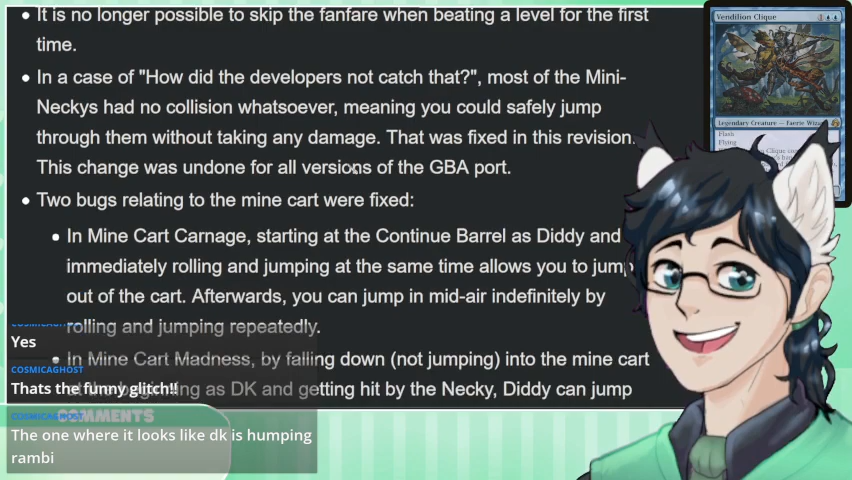 • It is no longer possible to skip the fanfare when beating a level for the first
time.
• In a case of "How did the developers not catch that?", most of the Mini-
Neckys had no collision whatsoever, meaning you could safely jump
through them without taking any damage. That was fixed in this revision.
This change was undone for all versions of the GBA port.
• Two bugs relating to the mine cart were fixed:
• In Mine Cart Carnage, starting at the Continue Barrel as Diddy and
immediately rolling and jumping at the same time allows you to jump
out of the cart. Afterwards, you can jump in mid-air indefinitely by
rolling and jumping repeatedly.
• In Mine Cart Madness, by falling down (not jumping) into the mine cart
at the beginning as DK and getting hit by the Necky, Diddy can jump
COSMICAGHOST
Yes
COSMICAGHOST
Thats the funny glitch!!
COSMICAGHOST
COMMENTS
The one where it looks like dk is humping
rambi
Vendilion Clique
Legendary Creature — Faerie Wizard
Flash
Flying